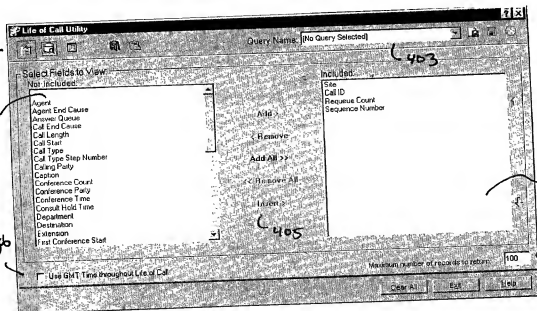 Life of Call Utility
Query Name: [No Query Selected]
403
Select Fields to View:
Not Included:
Agent
Agent End Cause
Answer Queue
Call End Cause
Call Length
Call Start
Call Type
Call Type Step Number
Calling Party
Caption
Conference Count
Conference Party
Conference Time
Consult Hold Time
Department
Destination
Extension
First Conference Start
Add >
< Remove
Add All >>
<< Remove All
Insert >
405
Included:
Site
Call ID
Requeue Count
Sequence Number
Use GMT Time throughout Life of Call
Maximum number of records to return:
100
Clear All
Exit
Help